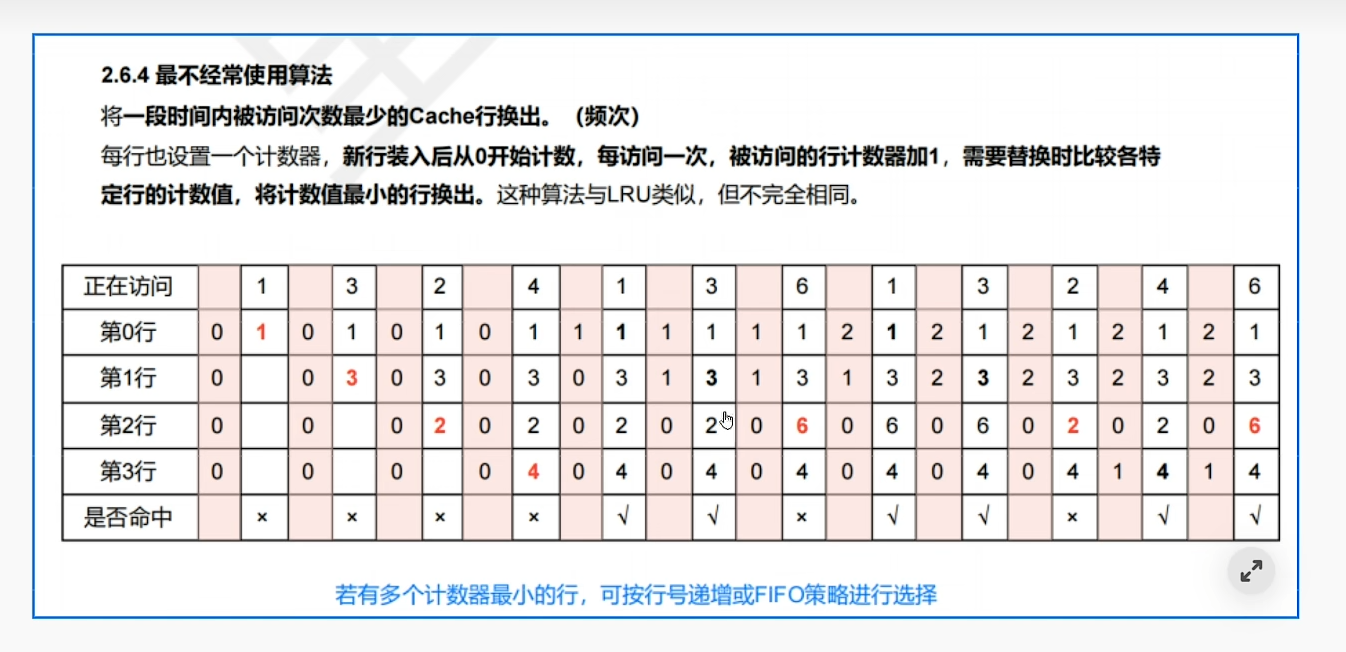 2.6.4 最不经常使用算法
将一段时间内被访问次数最少的Cache行换出。（频次）
每行也设置一个计数器，新行装入后从0开始计数，每访问一次，被访问的行计数器加1，需要替换时比较各特
定行的计数值，将计数值最小的行换出。这种算法与LRU类似，但不完全相同。
正在访问 1 3 2 4 1 3 6 1 3 2 4 6
第0行 0 1 0 1 0 1 0 1 1 1 1 1 1 1 2 1 2 1 2 1 2 1 2 1
第1行 0 0 3 0 3 0 3 0 3 1 3 1 3 1 3 2 3 2 3 2 3 2 3
第2行 0 0 0 2 0 2 0 2 0 2 0 6 0 6 0 6 0 2 0 2 0 6
第3行 0 0 0 0 4 0 4 0 4 0 4 0 4 0 4 0 4 1 4 1 4
是否命中 × × × × √ √ × √ √ × √ √
若有多个计数器最小的行，可按行号递增或FIFO策略进行选择